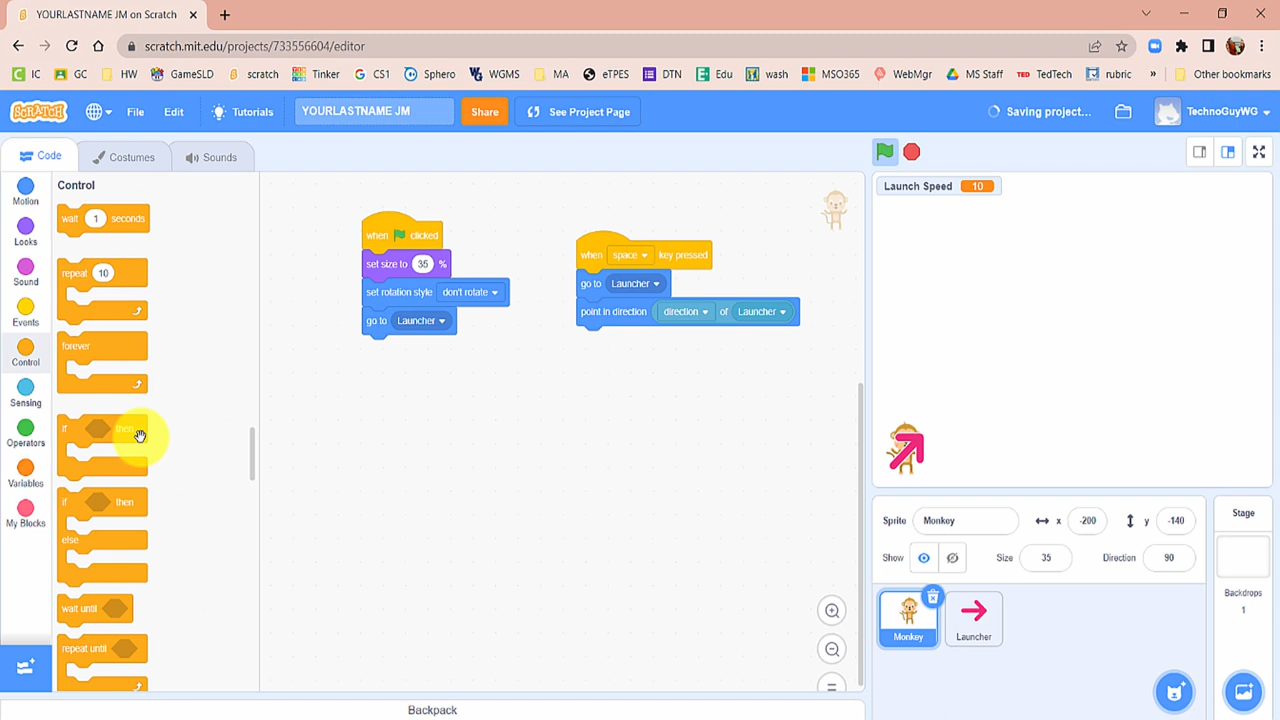 YOURLASTNAME JM on Scratch
scratch.mit.edu/projects/733556604/editor
IC GC HW GameSLD scratch Tinker CS1 Sphero WGMS MA eTPES DTN Edu wash MSO365 WebMgr MS Staff TED TedTech rubric » Other bookmarks
SCRATCH File Edit Tutorials YOURLASTNAME JM Share See Project Page Saving project... TechnoGuyWG
Code Costumes Sounds
Motion
Looks
Sound
Events
Control
Sensing
Operators
Variables
My Blocks
Control
wait 1 seconds
repeat 10
forever
if then
if then
else
wait until
repeat until
when clicked
set size to 35 %
set rotation style don't rotate
go to Launcher
when space key pressed
go to Launcher
point in direction direction of Launcher
Launch Speed 10
Sprite Monkey x -200 y -140
Show Size 35 Direction 90
Monkey
Launcher
Stage
Backdrops
1
Backpack